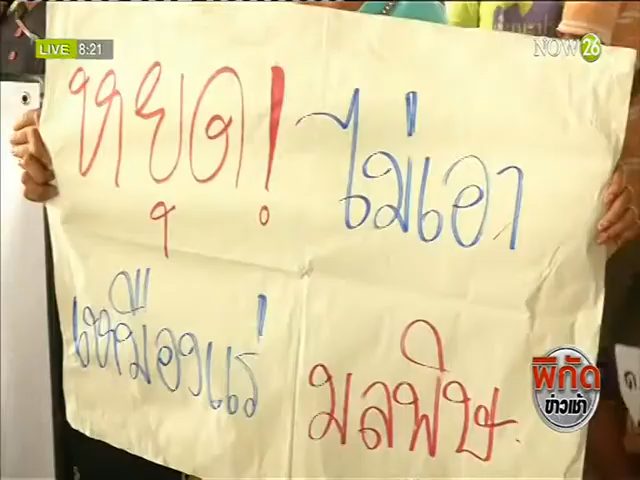 LIVE 8:21
NOW26
หยุด! ไม่เอา
เหมืองแร่ มลพิษ.
พิกัด
ข่าวเช้า